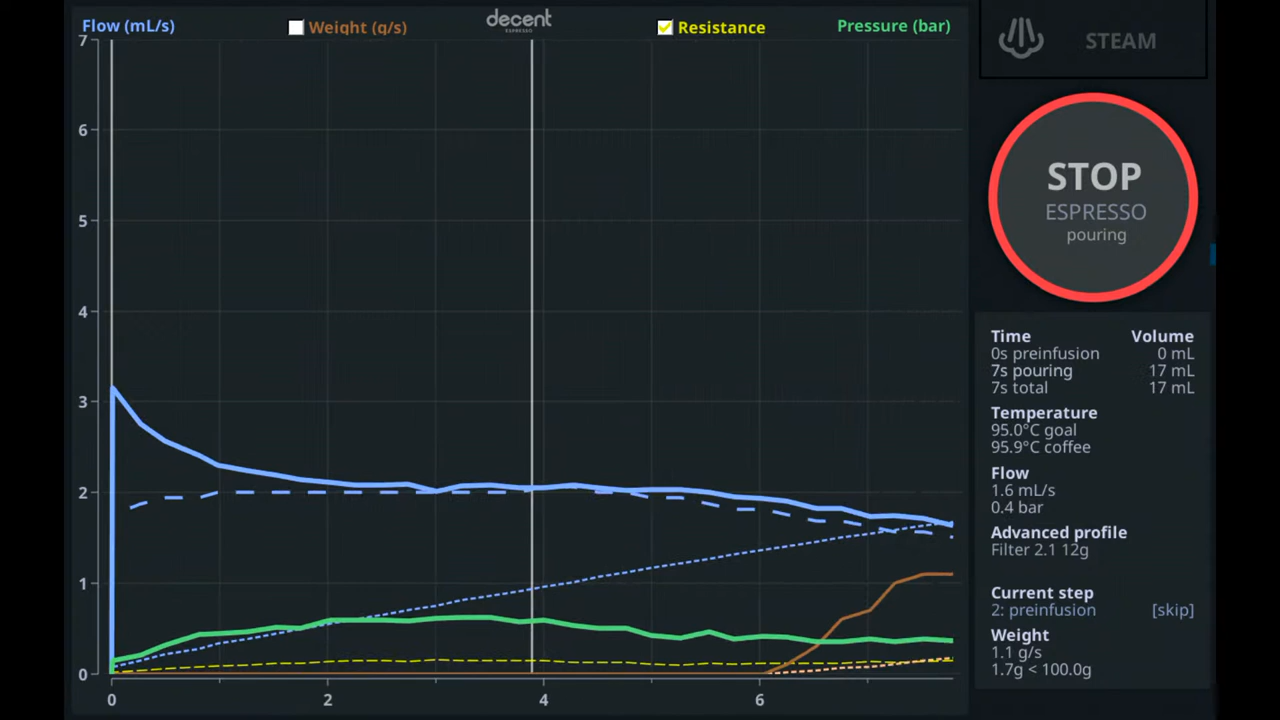 Flow (mL/s)
Weight (g/s)
decent
ESPRESSO
Resistance
Pressure (bar)
STEAM
7
6
5
4
3
2
1
0
0
2
4
6
STOP
ESPRESSO
pouring
Time Volume
0s preinfusion 0 mL
7s pouring 17 mL
7s total 17 mL
Temperature
95.0°C goal
95.9°C coffee
Flow
1.6 mL/s
0.4 bar
Advanced profile
Filter 2.1 12g
Current step
2: preinfusion [skip]
Weight
1.1 g/s
1.7g < 100.0g